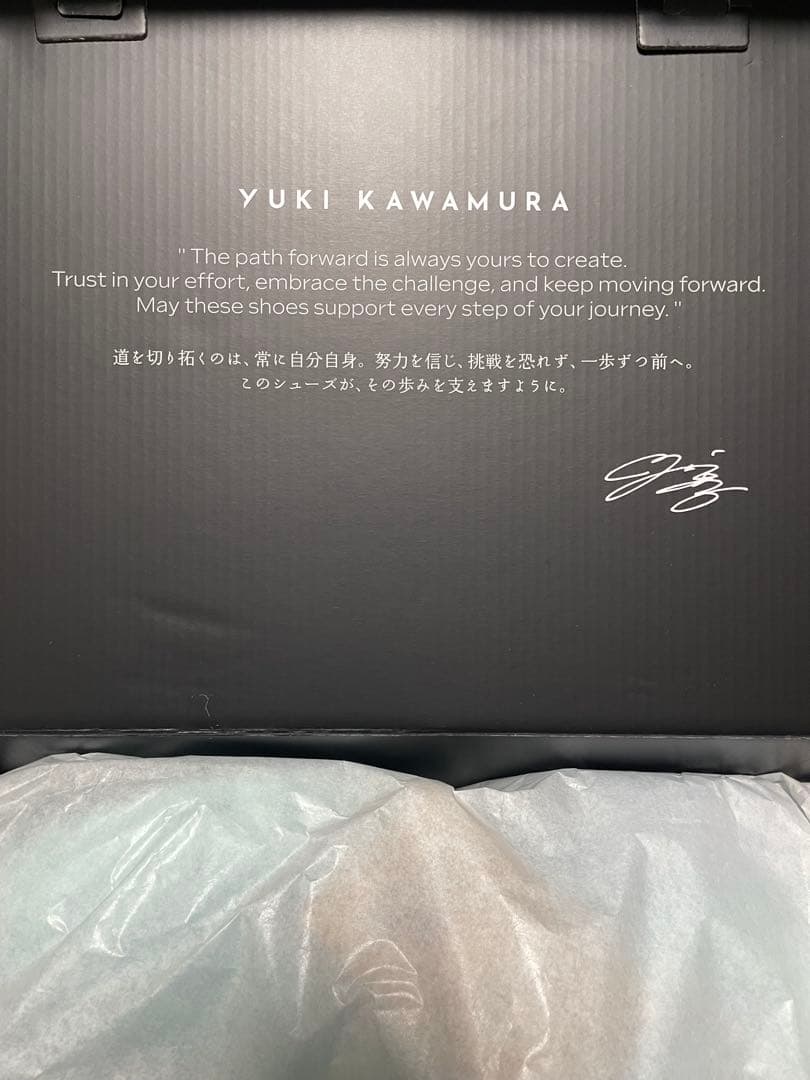 YUKI KAWAMURA
" The path forward is always yours to create.
Trust in your effort, embrace the challenge, and keep moving forward.
May these shoes support every step of your journey. "
道を切り拓くのは、常に自分自身。努力を信じ、挑戦を恐れず、一歩ずつ前へ。
このシューズが、その歩みを支えますように。